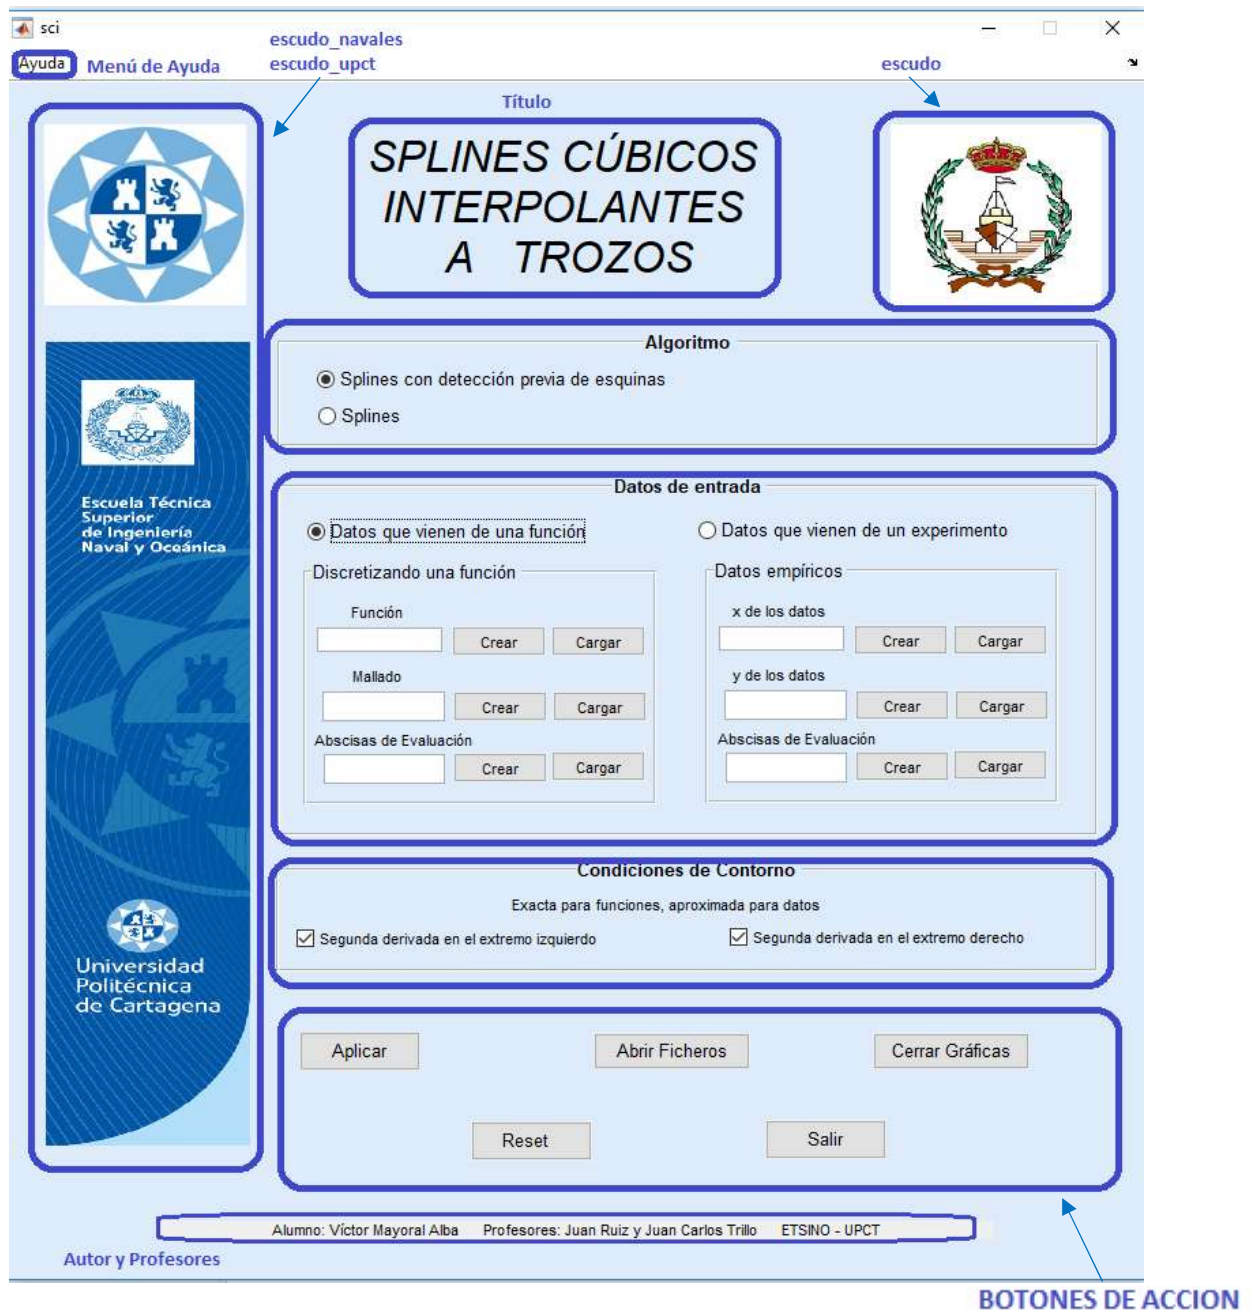 sci
escudo_navales
Ayuda Menú de Ayuda escudo_upct escudo
Título
SPLINES CÚBICOS
INTERPOLANTES
A TROZOS
Algoritmo
Splines con detección previa de esquinas
Splines
Escuela Técnica
Superior
de Ingeniería
Naval y Oceánica
Datos de entrada
Datos que vienen de una función Datos que vienen de un experimento
Discretizando una función Datos empíricos
Función x de los datos
Crear Cargar Crear Cargar
Mallado y de los datos
Crear Cargar Crear Cargar
Abscisas de Evaluación Abscisas de Evaluación
Crear Cargar Crear Cargar
Condiciones de Contorno
Exacta para funciones, aproximada para datos
Segunda derivada en el extremo izquierdo Segunda derivada en el extremo derecho
Universidad
Politécnica
de Cartagena
Aplicar Abrir Ficheros Cerrar Gráficas
Reset Salir
Alumno: Víctor Mayoral Alba Profesores: Juan Ruiz y Juan Carlos Trillo ETSINO - UPCT
Autor y Profesores
BOTONES DE ACCION